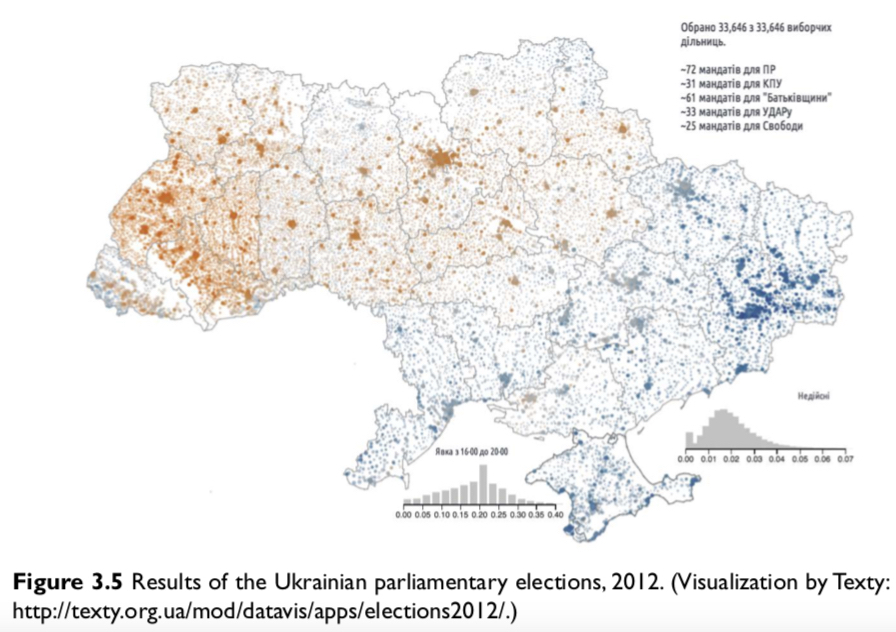 Обрано 33,646 з 33,646 виборчих
дільниць.
~72 мандатів для ПР
~31 мандатів для КПУ
~61 мандатів для "Батьківщини"
~33 мандатів для УДАРу
~25 мандатів для Свободи
Недійсні
0.00 0.01 0.02 0.03 0.04 0.05 0.06 0.07
Явка з 16-00 до 20-00
0.00 0.05 0.10 0.15 0.20 0.25 0.30 0.35 0.40
Figure 3.5 Results of the Ukrainian parliamentary elections, 2012. (Visualization by Texty:
http://texty.org.ua/mod/datavis/apps/elections2012/.)